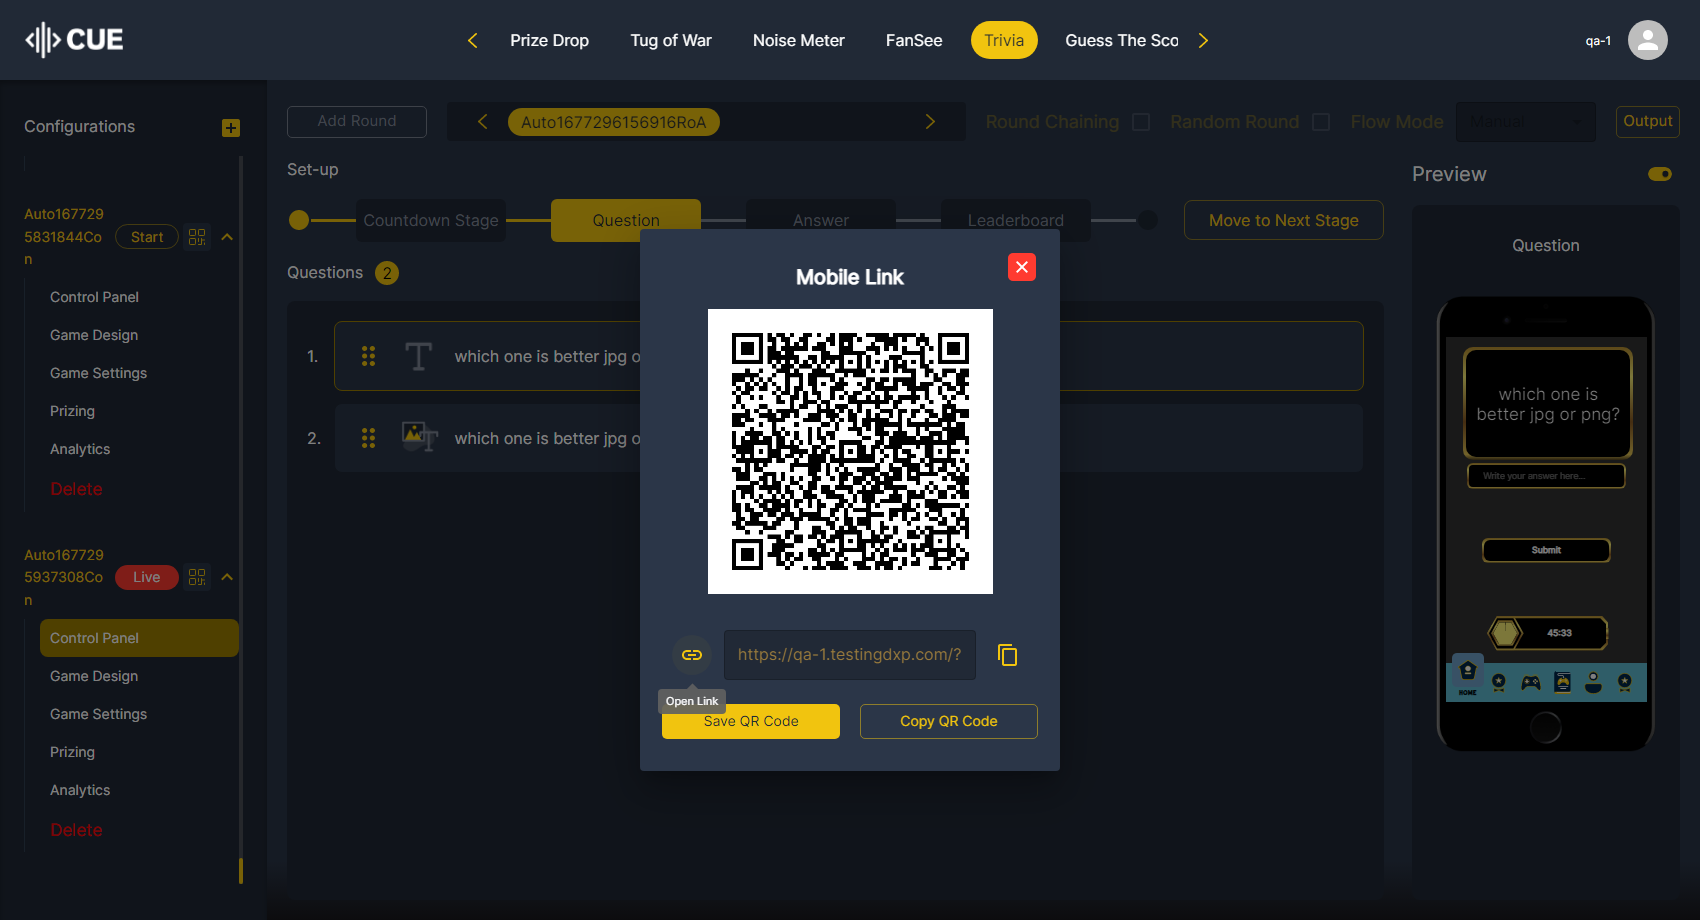 CUE
Prize Drop
Tug of War
Noise Meter
FanSee
Trivia
Guess The Sco
qa-1
Configurations
Add Round
Auto1677296156916RoA
Round Chaining
Random Round
Flow Mode
Manual
Output
Set-up
Preview
Auto167729
5831844Co
n
Start
Countdown Stage
Question
Answer
Leaderboard
Move to Next Stage
Question
Questions 2
Mobile Link
Control Panel
Game Design
Game Settings
Prizing
Analytics
Delete
1.
which one is better jpg o
2.
which one is better jpg o
which one is
better jpg or png?
Write your answer here...
Submit
45:33
HOME
Auto167729
5937308Co
n
Live
Control Panel
Game Design
Game Settings
Prizing
Analytics
Delete
https://qa-1.testingdxp.com/?
Open Link
Save QR Code
Copy QR Code